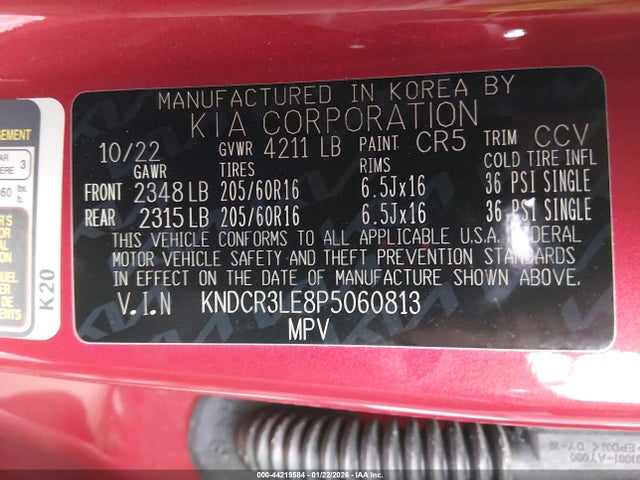 MANUFACTURED IN KOREA BY
KIA CORPORATION
10/22 GVWR 4211 LB PAINT CR5 TRIM CCV
GAWR TIRES RIMS COLD TIRE INFL
FRONT 2348 LB 205/60R16 6.5Jx16 36 PSI SINGLE
REAR 2315 LB 205/60R16 6.5Jx16 36 PSI SINGLE
THIS VEHICLE CONFORMS TO ALL APPLICABLE U.S.A. FEDERAL
MOTOR VEHICLE SAFETY AND THEFT PREVENTION STANDARDS
IN EFFECT ON THE DATE OF MANUFACTURE SHOWN ABOVE.
V.I.N KNDCR3LE8P5060813
MPV
K20
IAAI 00-44219584 | 01/22/2026 - IAAI